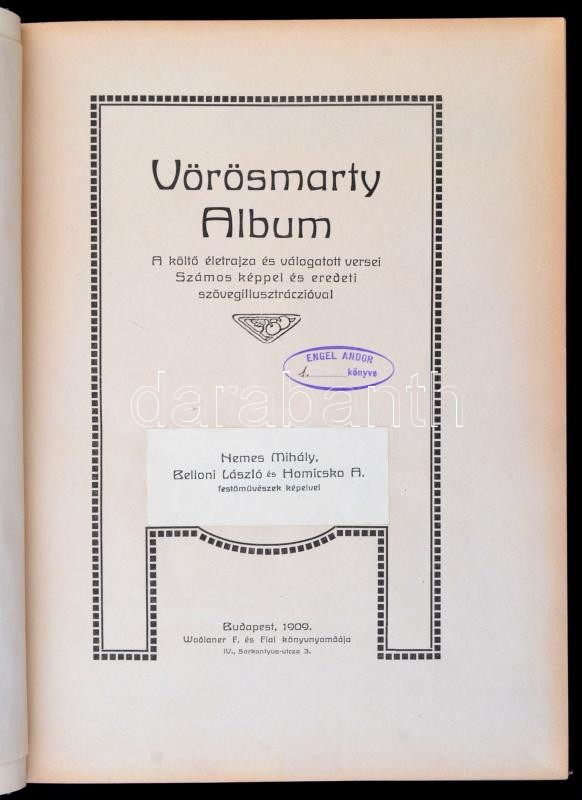 Vörösmarty
Album
A költő életrajza és válogatott versei
Számos képpel és eredeti
szövegillusztráczióval
ENGEL ANDOR
1. könyve
darabanth
Nemes Mihály,
Belloni László és Homicsko A.
festőművészek képeivel
Budapest, 1909.
Wodianer F. és Fiai könyvnyomdája
IV., Sarkantyus-utcza 3.